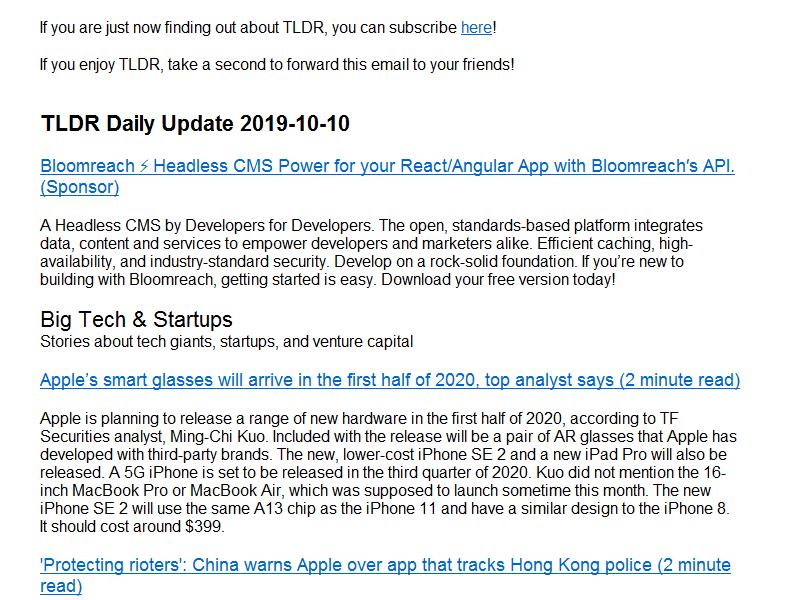 If you are just now finding out about TLDR, you can subscribe here!
If you enjoy TLDR, take a second to forward this email to your friends!
TLDR Daily Update 2019-10-10
Bloomreach ⚡ Headless CMS Power for your React/Angular App with Bloomreach's API.
(Sponsor)
A Headless CMS by Developers for Developers. The open, standards-based platform integrates
data, content and services to empower developers and marketers alike. Efficient caching, high-
availability, and industry-standard security. Develop on a rock-solid foundation. If you’re new to
building with Bloomreach, getting started is easy. Download your free version today!
Big Tech & Startups
Stories about tech giants, startups, and venture capital
Apple’s smart glasses will arrive in the first half of 2020, top analyst says (2 minute read)
Apple is planning to release a range of new hardware in the first half of 2020, according to TF
Securities analyst, Ming-Chi Kuo. Included with the release will be a pair of AR glasses that Apple has
developed with third-party brands. The new, lower-cost iPhone SE 2 and a new iPad Pro will also be
released. A 5G iPhone is set to be released in the third quarter of 2020. Kuo did not mention the 16-
inch MacBook Pro or MacBook Air, which was supposed to launch sometime this month. The new
iPhone SE 2 will use the same A13 chip as the iPhone 11 and have a similar design to the iPhone 8.
It should cost around $399.
'Protecting rioters': China warns Apple over app that tracks Hong Kong police (2 minute
read)